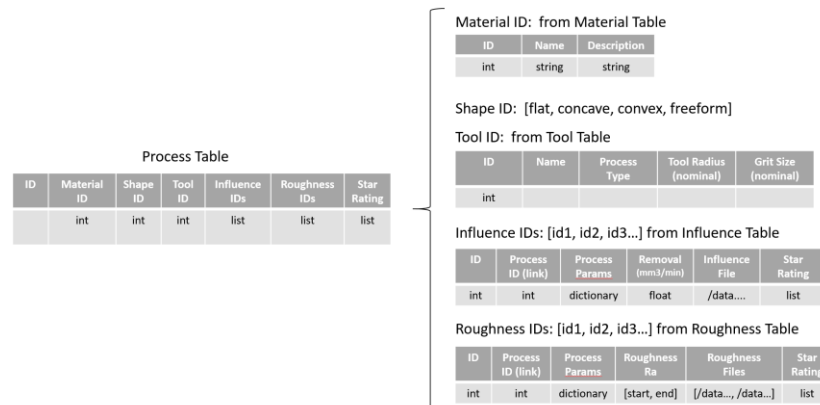 Material ID: from Material Table
ID Name Description
int string string
Shape ID: [flat, concave, convex, freeform]
Tool ID: from Tool Table
ID Name Process Type Tool Radius (nominal) Grit Size (nominal)
int
Process Table
ID Material ID Shape ID Tool ID Influence IDs Roughness IDs Star Rating
int int int list list list
Influence IDs: [id1, id2, id3...] from Influence Table
ID Process ID (link) Process Params Removal (mm3/min) Influence File Star Rating
int int dictionary float /data.... list
Roughness IDs: [id1, id2, id3...] from Roughness Table
ID Process ID (link) Process Params Roughness Ra Roughness Files Star Rating
int int dictionary [start, end] [/data..., /data...] list